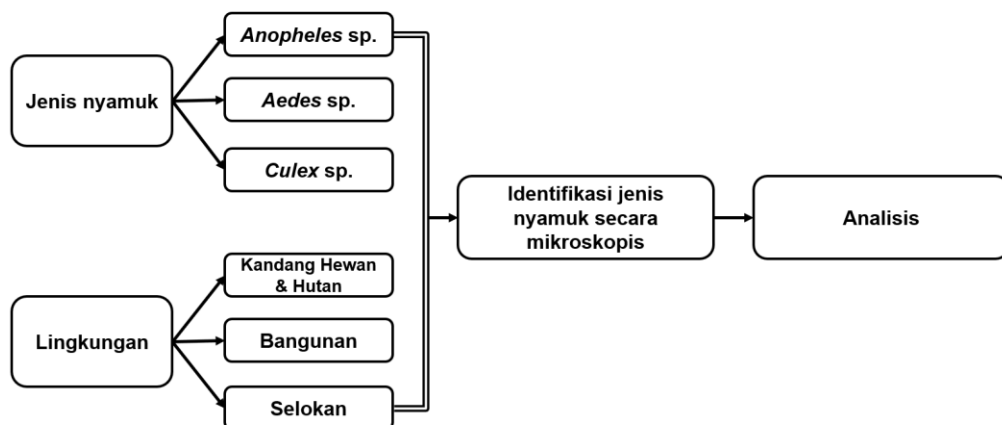 Jenis nyamuk
Anopheles sp.
Aedes sp.
Culex sp.
Lingkungan
Kandang Hewan
& Hutan
Bangunan
Selokan
Identifikasi jenis
nyamuk secara
mikroskopis
Analisis